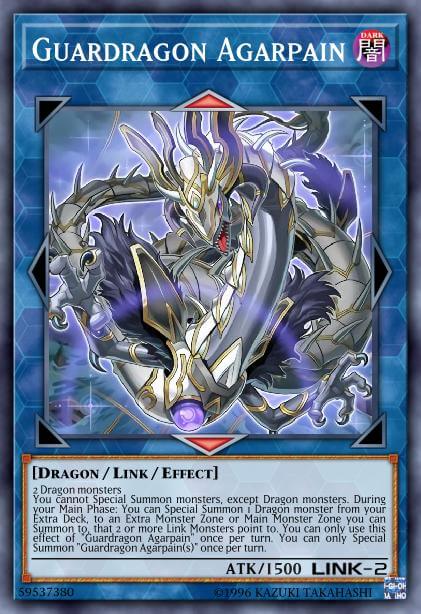 GUARDRAGON AGARPAIN
DARK
闇
[DRAGON / LINK / EFFECT]
2 Dragon monsters
You cannot Special Summon monsters, except Dragon monsters. During
your Main Phase: You can Special Summon 1 Dragon monster from your
Extra Deck, to an Extra Monster Zone or Main Monster Zone you can
Summon to, that 2 or more Link Monsters point to. You can only use this
effect of "Guardragon Agarpain" once per turn. You can only Special
Summon "Guardragon Agarpain(s)" once per turn.
ATK/1500 LINK-2
59537380
©1996 KAZUKI TAKAHASHI